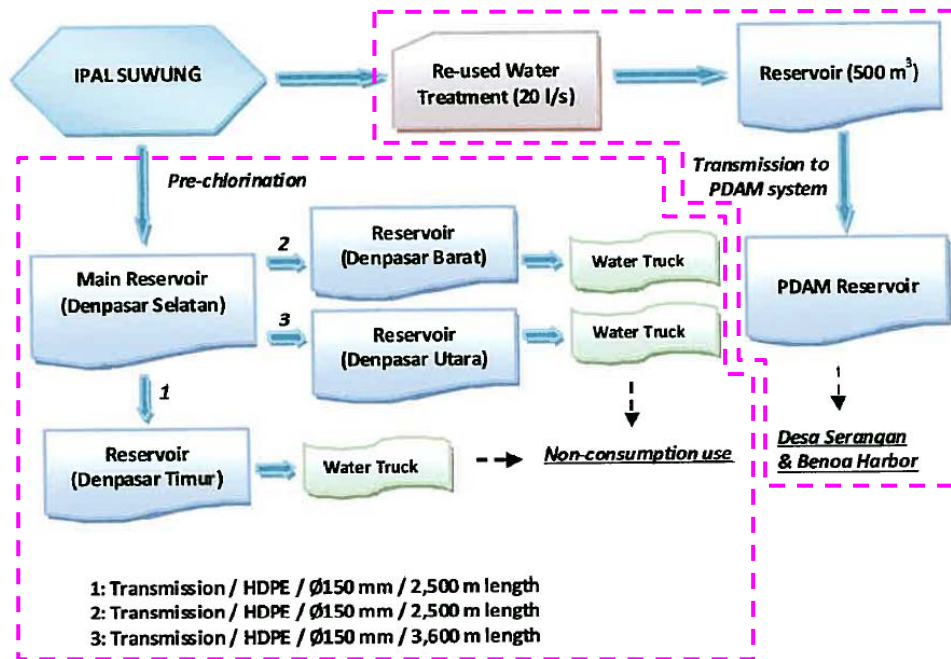 IPAL SUWUNG
Re-used Water
Treatment (20 l/s)
Reservoir (500 m³)
Pre-chlorination
Transmission to
PDAM system
Main Reservoir
(Denpasar Selatan)
2
Reservoir
(Denpasar Barat)
Water Truck
PDAM Reservoir
3
Reservoir
(Denpasar Utara)
Water Truck
1
Reservoir
(Denpasar Timur)
Water Truck
Non-consumption use
Desa Serangan
& Benoa Harbor
1: Transmission / HDPE / Ø150 mm / 2,500 m length
2: Transmission / HDPE / Ø150 mm / 2,500 m length
3: Transmission / HDPE / Ø150 mm / 3,600 m length